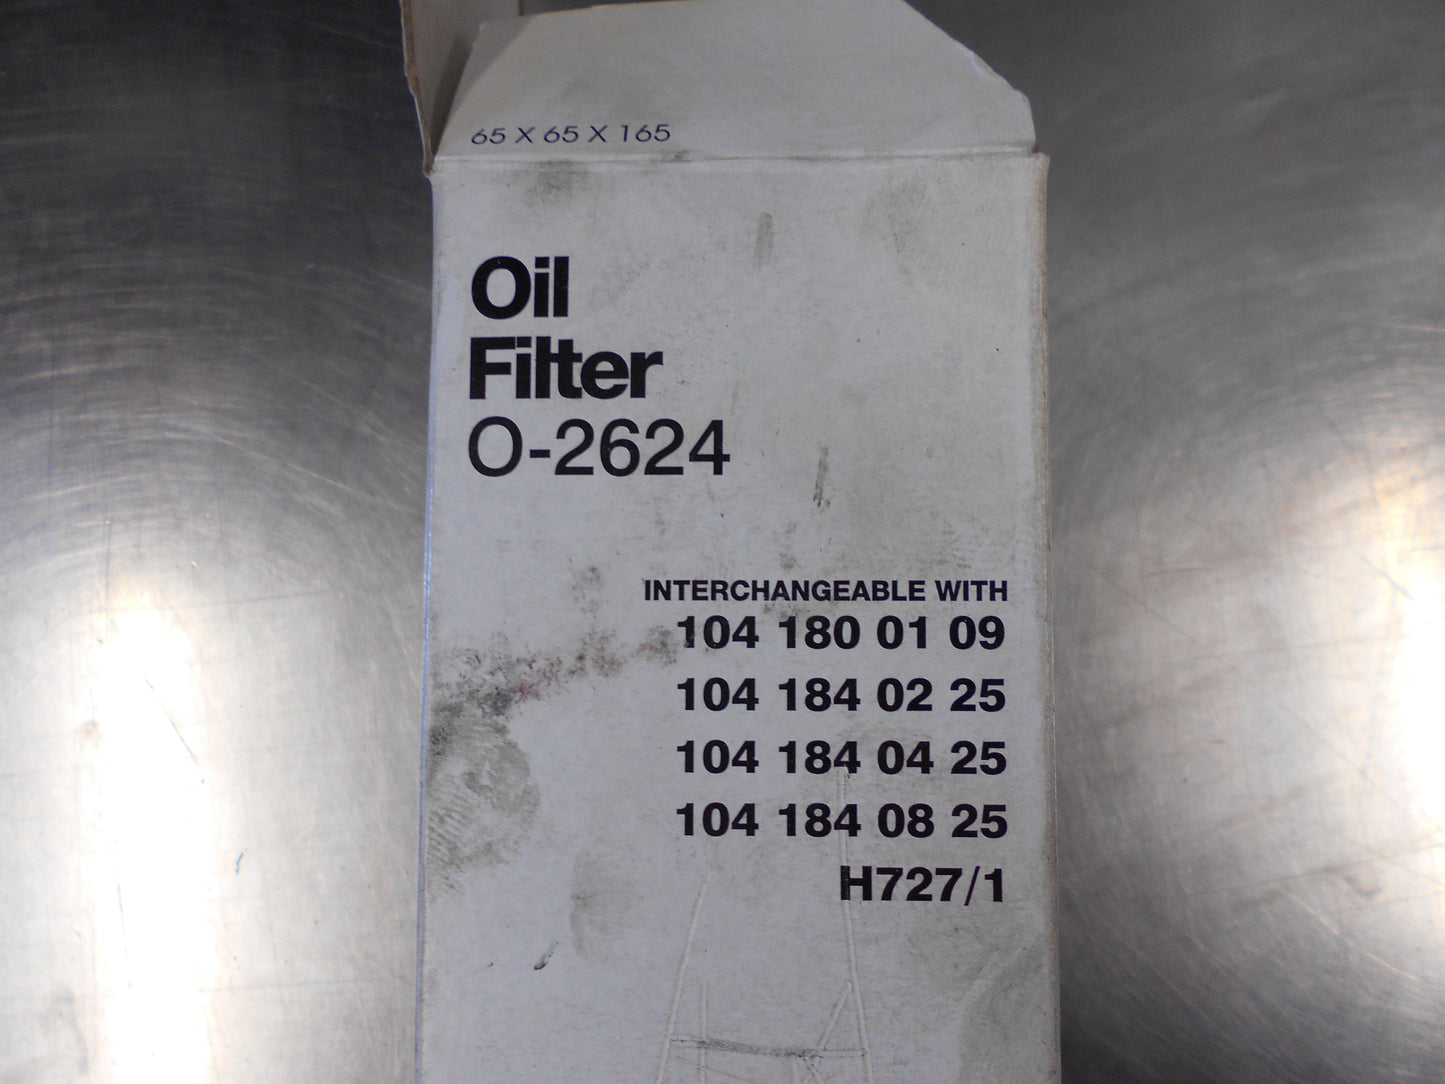 65 X 65 X 165
Oil
Filter
O-2624
INTERCHANGEABLE WITH
104 180 01 09
104 184 02 25
104 184 04 25
104 184 08 25
H727/1